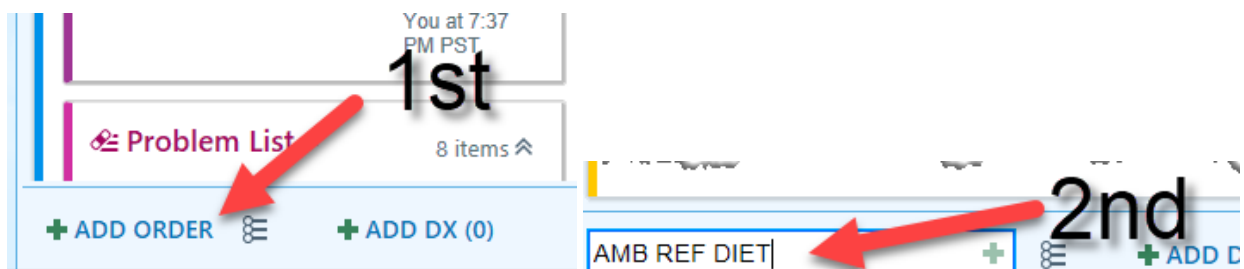 You at 7:37
PM PST
1st
Problem List
8 items
ADD ORDER
ADD DX (0)
2nd
AMB REF DIET
ADD D